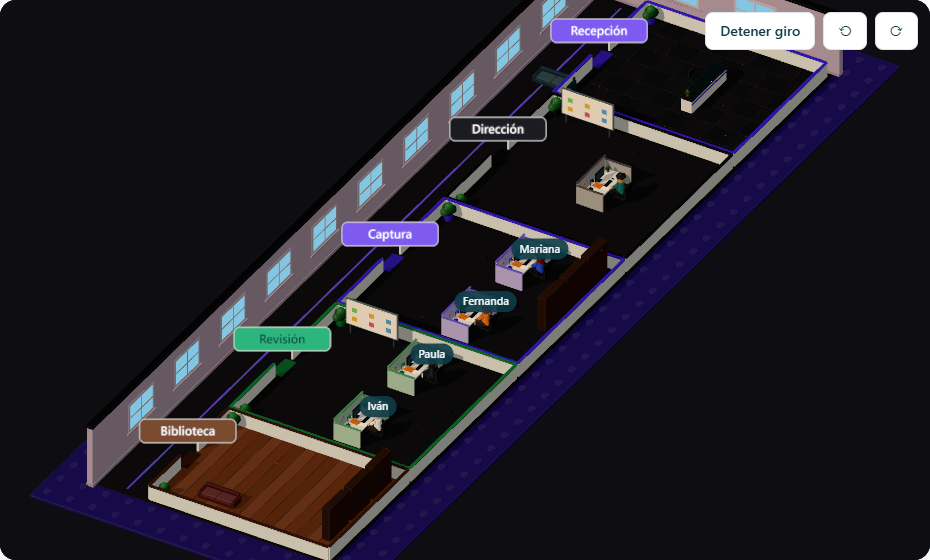 Recepción
Detener giro
Dirección
Captura
Mariana
Fernanda
Revisión
Paula
Iván
Biblioteca